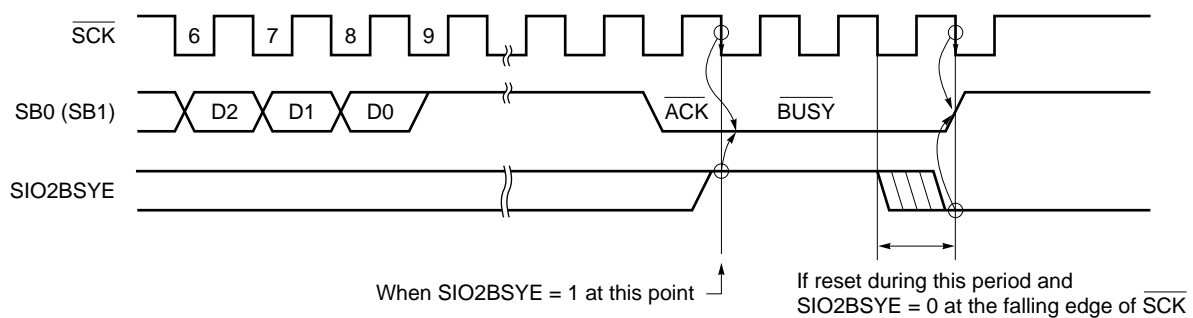 SCK
6 7 8 9
SB0 (SB1)
D2 D1 D0
ACK
BUSY
SIO2BSYE
When SIO2BSYE = 1 at this point
If reset during this period and
SIO2BSYE = 0 at the falling edge of SCK